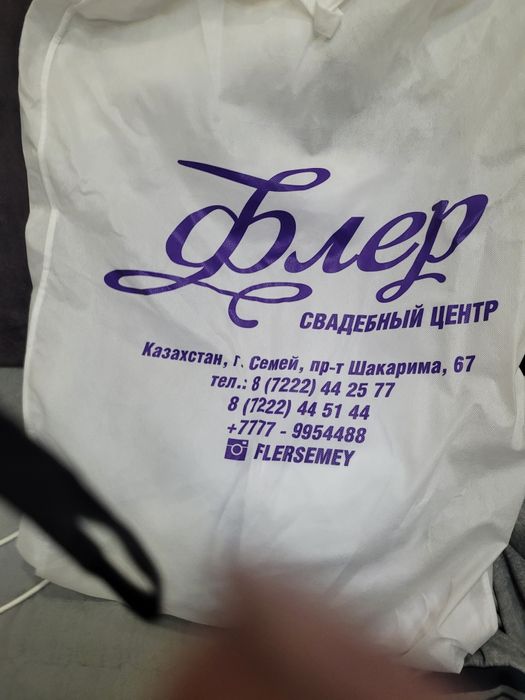 Флер
СВАДЕБНЫЙ ЦЕНТР
Казахстан, г. Семей, пр-т Шакарима, 67
тел.: 8 (7222) 44 25 77
8 (7222) 44 51 44
+7777 - 9954488
FLERSEMEY